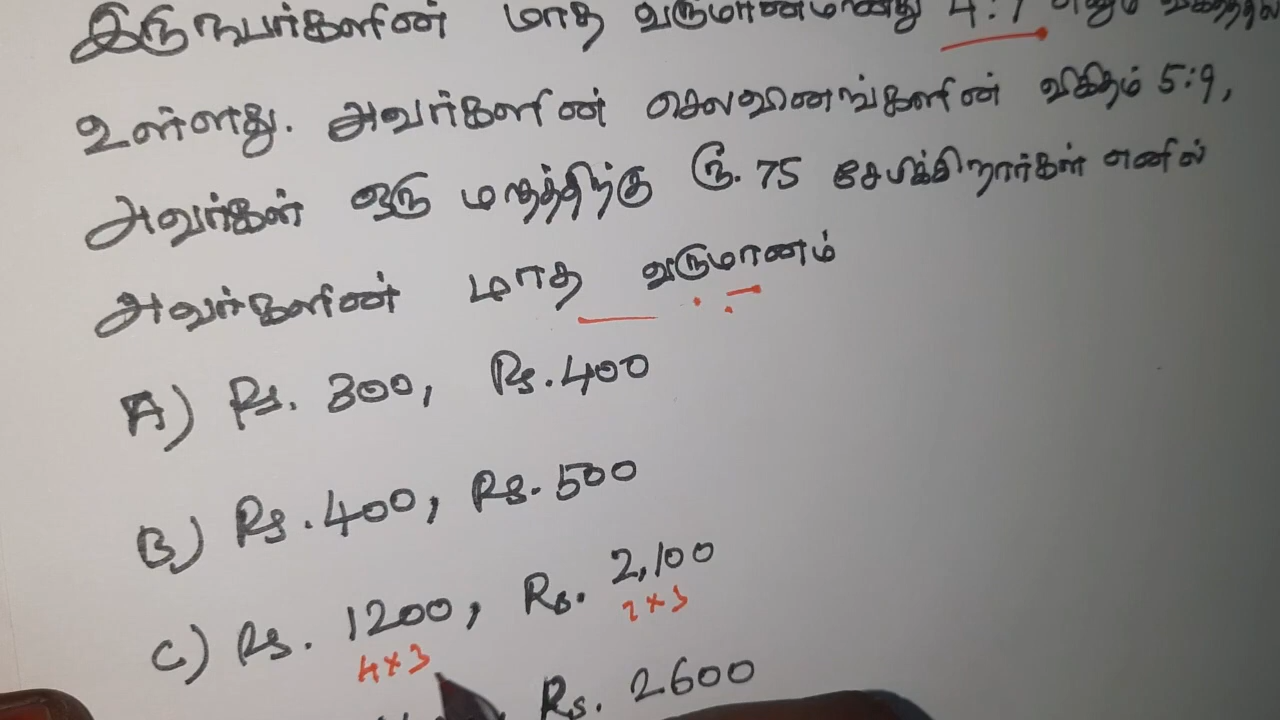 இரு நபர்களின் மாத வருமானமானது 4:7 எனும்
உள்ளது. அவர்களின் செலவினங்களின் விகிதம் 5:9,
அவர்கள் ஒரு மாதத்திற்கு ரூ. 75 சேமிக்கிறார்கள் எனில்
அவர்களின் மாத வருமானம்
A) Rs. 300, Rs. 400
B) Rs. 400, Rs. 500
C) Rs. 1200, Rs. 2,100
4×3 7×3
Rs. 2600